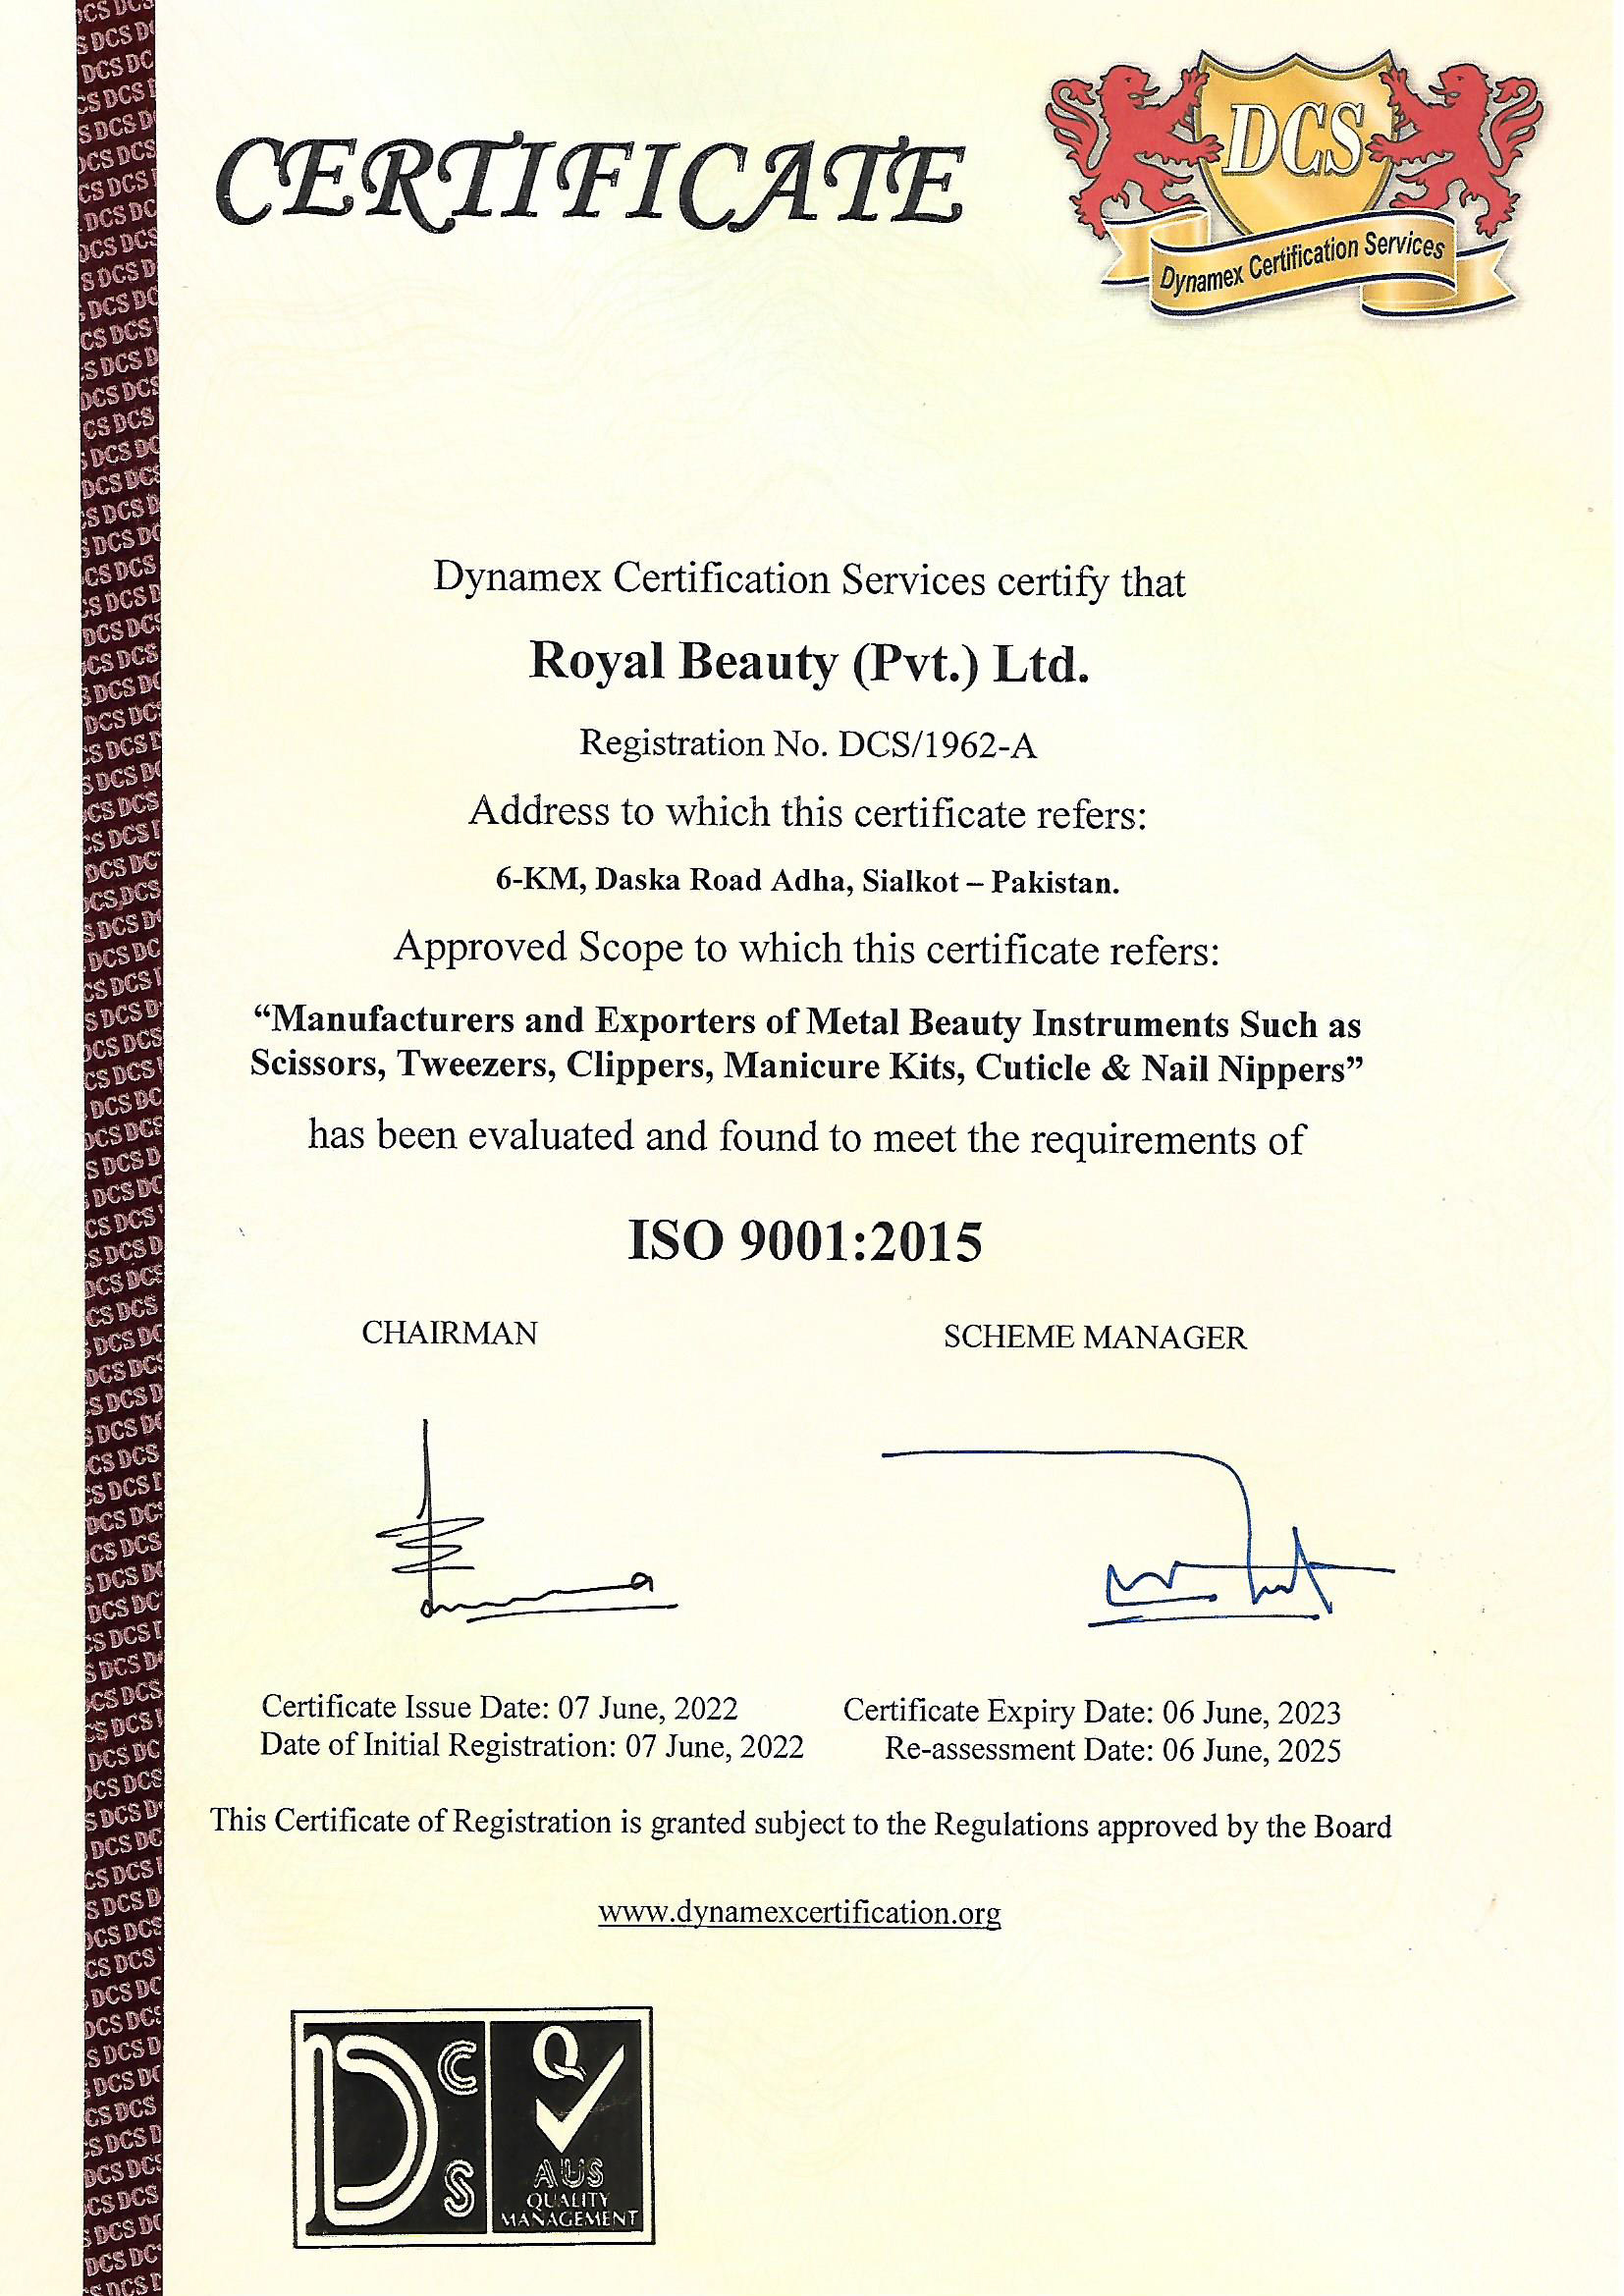 CERTIFICATE
DCS
Dynamex Certification Services
Dynamex Certification Services certify that
Royal Beauty (Pvt.) Ltd.
Registration No. DCS/1962-A
Address to which this certificate refers:
6-KM, Daska Road Adha, Sialkot – Pakistan.
Approved Scope to which this certificate refers:
“Manufacturers and Exporters of Metal Beauty Instruments Such as
Scissors, Tweezers, Clippers, Manicure Kits, Cuticle & Nail Nippers”
has been evaluated and found to meet the requirements of
ISO 9001:2015
CHAIRMAN
SCHEME MANAGER
Certificate Issue Date: 07 June, 2022
Certificate Expiry Date: 06 June, 2023
Date of Initial Registration: 07 June, 2022
Re-assessment Date: 06 June, 2025
This Certificate of Registration is granted subject to the Regulations approved by the Board
www.dynamexcertification.org
DCS
Q
AUS
QUALITY
MANAGEMENT